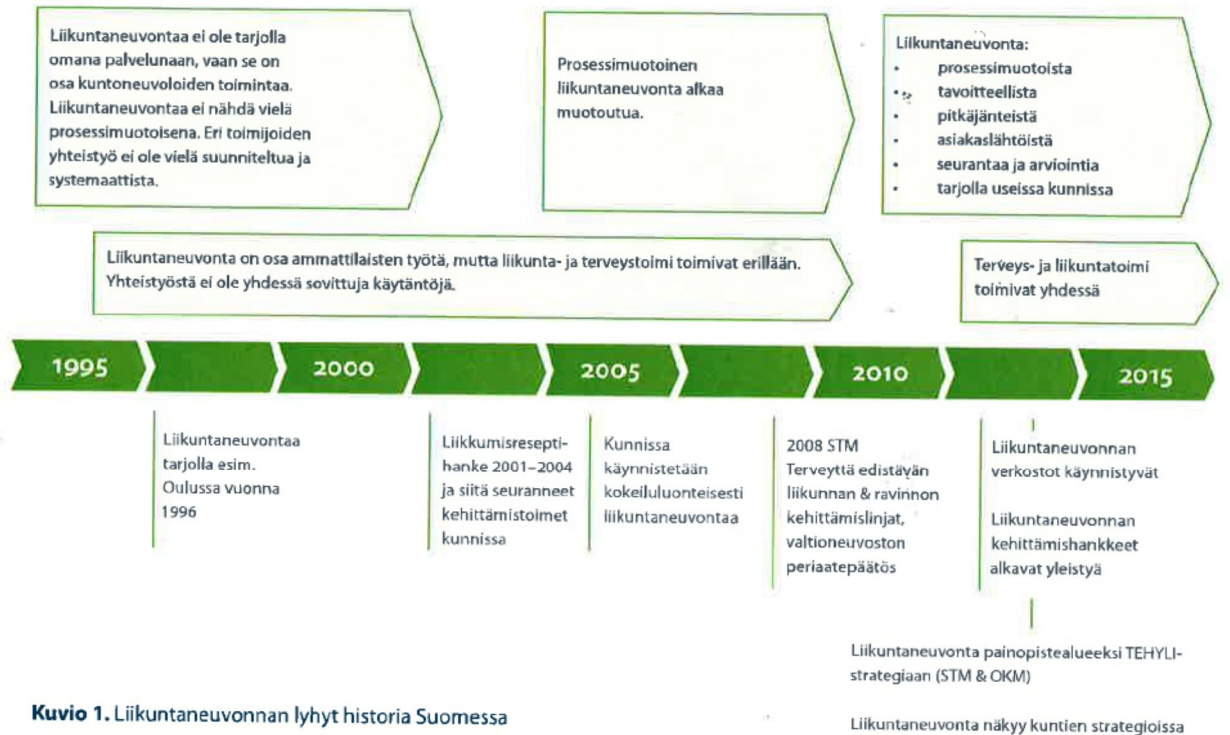 Liikuntaneuvontaa ei ole tarjolla
omana palvelunaan, vaan se on
osa kuntoneuvoloiden toimintaa.
Liikuntaneuvontaa ei nähdä vielä
prosessimuotoisena. Eri toimijoiden
yhteistyö ei ole vielä suunniteltua ja
systemaattista.
Prosessimuotoinen
liikuntaneuvonta alkaa
muotoutua.
Liikuntaneuvonta:
• prosessimuotoista
• tavoitteellista
• pitkäjänteistä
• asiakaslähtöistä
• seurantaa ja arviointia
• tarjolla useissa kunnissa
Liikuntaneuvonta on osa ammattilaisten työtä, mutta liikunta- ja terveystoimi toimivat erillään.
Yhteistyöstä ei ole yhdessä sovittuja käytäntöjä.
Terveys- ja liikuntatoimi
toimivat yhdessä
1995 2000 2005 2010 2015
Liikuntaneuvontaa
tarjolla esim.
Oulussa vuonna
1996
Liikkumisresepti-
hanke 2001–2004
ja siitä seuranneet
kehittämistoimet
kunnissa
Kunnissa
käynnistetään
kokeiluluonteisesti
liikuntaneuvontaa
2008 STM
Terveyttä edistävän
liikunnan & ravinnon
kehittämislinjat,
valtioneuvoston
periaatepäätös
Liikuntaneuvonnan
verkostot käynnistyvät
Liikuntaneuvonnan
kehittämishankkeet
alkavat yleistyä
Liikuntaneuvonta painopistealueeksi TEHYLI-
strategiaan (STM & OKM)
Liikuntaneuvonta näkyy kuntien strategioissa
Kuvio 1. Liikuntaneuvonnan lyhyt historia Suomessa